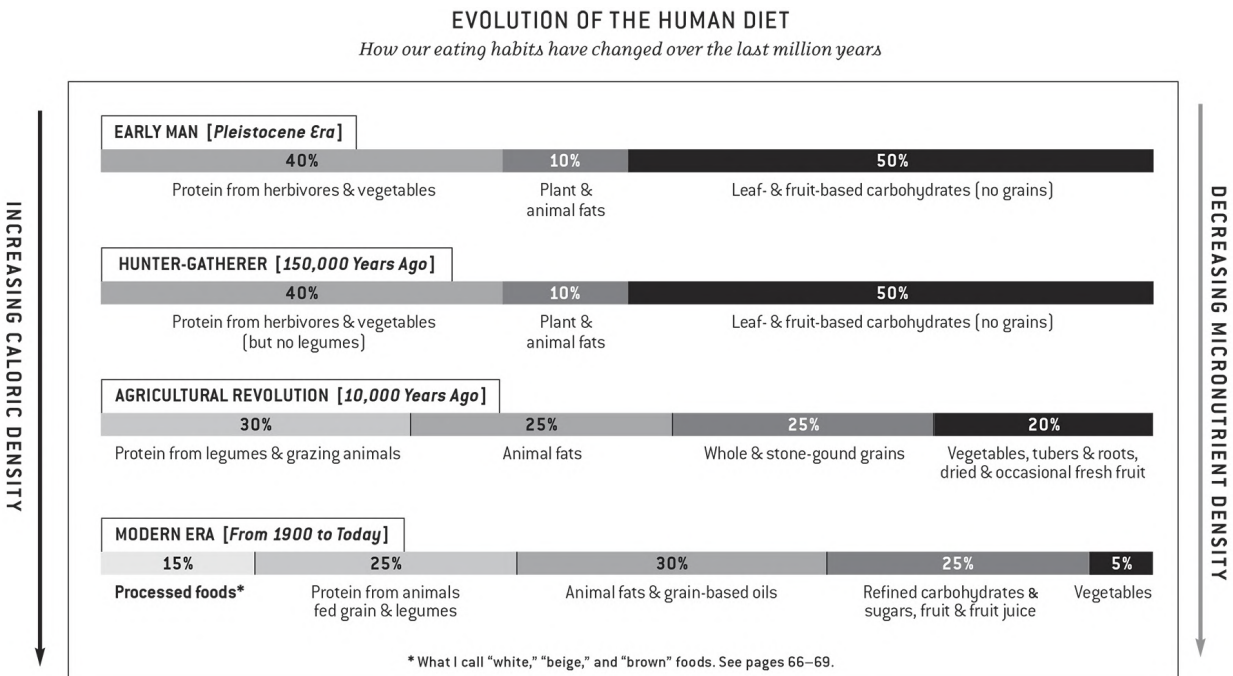 EVOLUTION OF THE HUMAN DIET
How our eating habits have changed over the last million years
INCREASING CALORIC DENSITY
DECREASING MICRONUTRIENT DENSITY
EARLY MAN [Pleistocene Era]
40% 10% 50%
Protein from herbivores & vegetables
Plant &
animal fats
Leaf- & fruit-based carbohydrates (no grains)
HUNTER-GATHERER [150,000 Years Ago]
40% 10% 50%
Protein from herbivores & vegetables
(but no legumes)
Plant &
animal fats
Leaf- & fruit-based carbohydrates (no grains)
AGRICULTURAL REVOLUTION [10,000 Years Ago]
30% 25% 25% 20%
Protein from legumes & grazing animals
Animal fats
Whole & stone-gound grains
Vegetables, tubers & roots,
dried & occasional fresh fruit
MODERN ERA [From 1900 to Today]
15% 25% 30% 25% 5%
Processed foods*
Protein from animals
fed grain & legumes
Animal fats & grain-based oils
Refined carbohydrates &
sugars, fruit & fruit juice
Vegetables
* What I call “white,” “beige,” and “brown” foods. See pages 66–69.